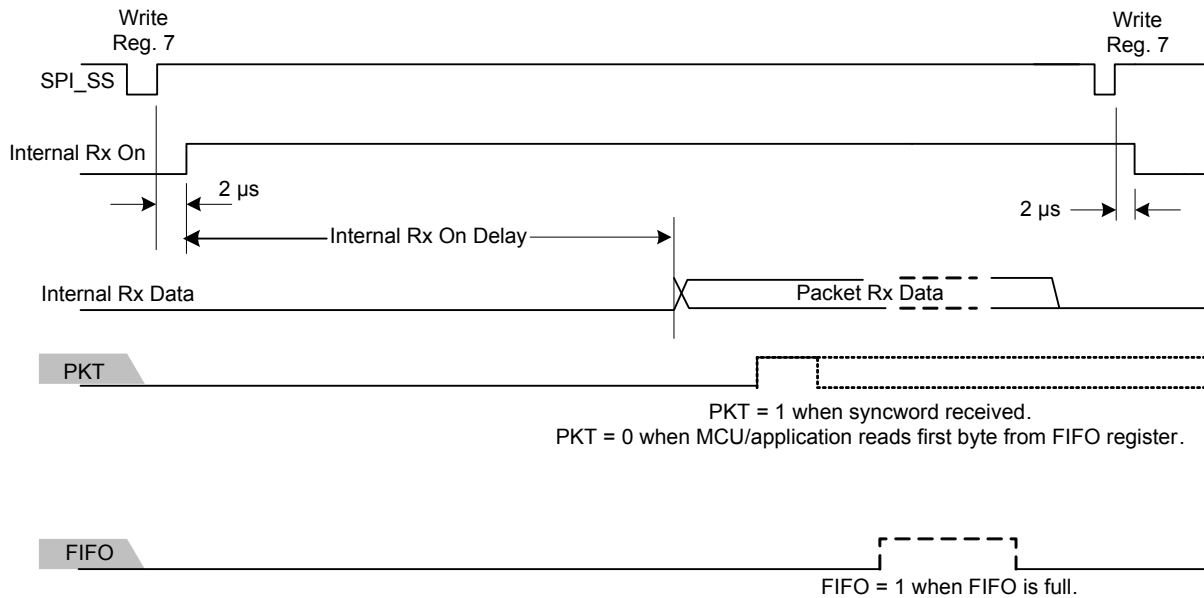 Write
Reg. 7
Write
Reg. 7
SPI_SS
Internal Rx On
2 µs
2 µs
Internal Rx On Delay
Internal Rx Data
Packet Rx Data
PKT
PKT = 1 when syncword received.
PKT = 0 when MCU/application reads first byte from FIFO register.
FIFO
FIFO = 1 when FIFO is full.